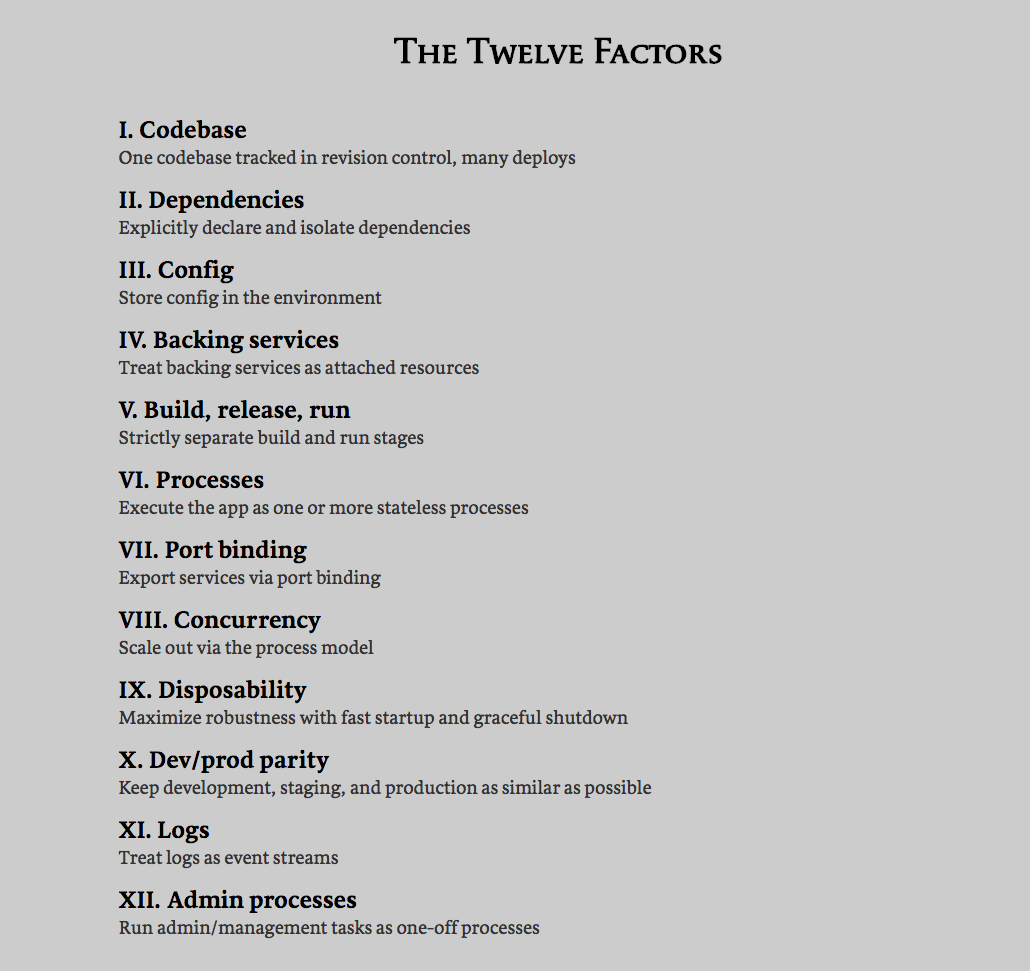 The Twelve Factors
I. Codebase
One codebase tracked in revision control, many deploys
II. Dependencies
Explicitly declare and isolate dependencies
III. Config
Store config in the environment
IV. Backing services
Treat backing services as attached resources
V. Build, release, run
Strictly separate build and run stages
VI. Processes
Execute the app as one or more stateless processes
VII. Port binding
Export services via port binding
VIII. Concurrency
Scale out via the process model
IX. Disposability
Maximize robustness with fast startup and graceful shutdown
X. Dev/prod parity
Keep development, staging, and production as similar as possible
XI. Logs
Treat logs as event streams
XII. Admin processes
Run admin/management tasks as one-off processes